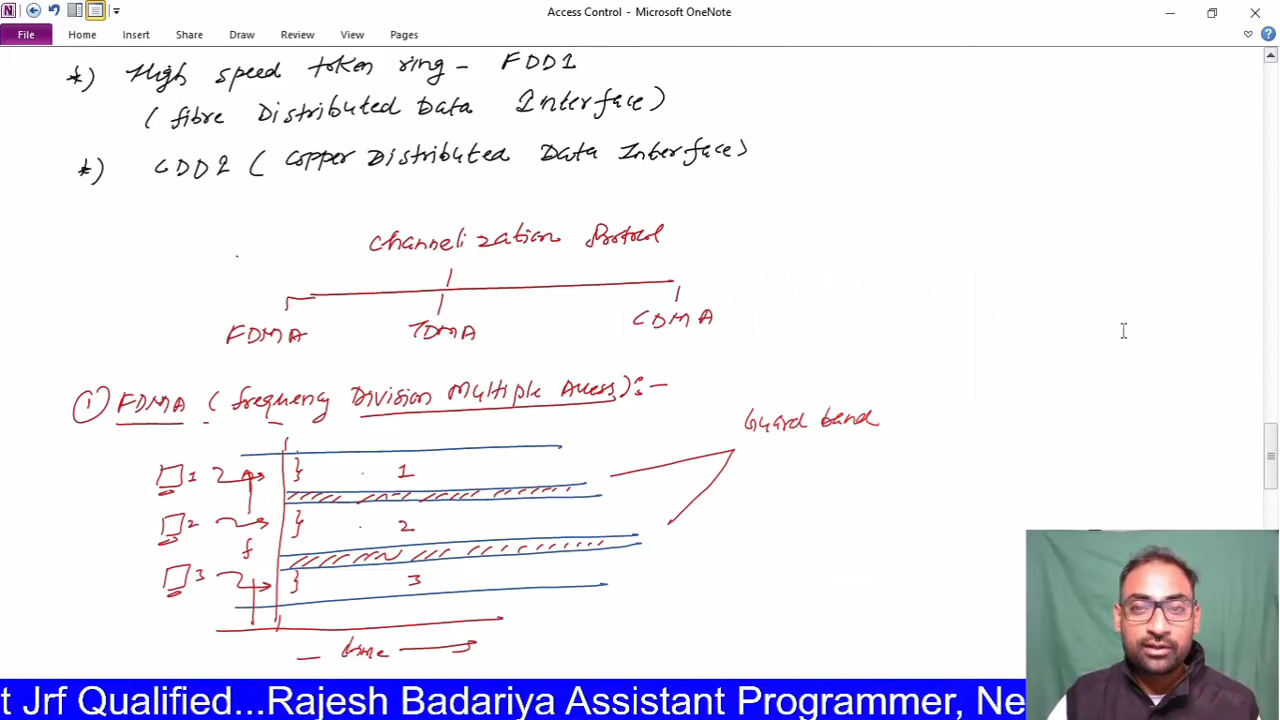 Access Control - Microsoft OneNote
File Home Insert Share Draw Review Pages
*) High speed token ring - FDDI
(fibre Distributed Data Interface)
*) CDDI (Copper Distributed Data Interface)
Channelization Protocol
FDMA TDMA CDMA
① FDMA (frequency Division Multiple Access):-
Guard band
1 1
2 2
f
3 3
time
t Jrf Qualified...Rajesh Badariya Assistant Programmer, Ne